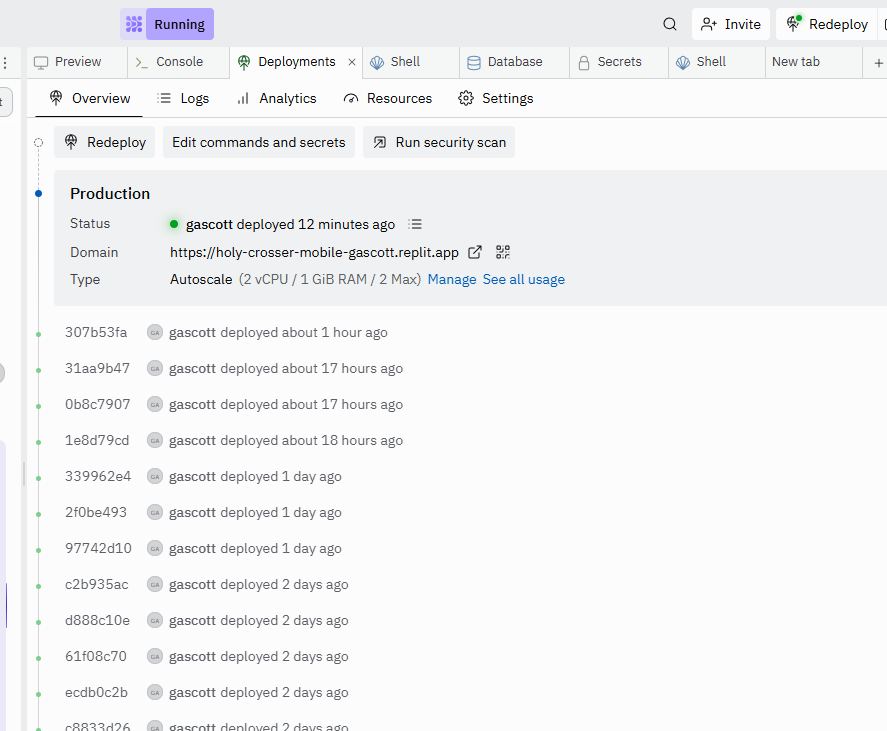 Running
Invite
Redeploy
Preview
Console
Deployments
Shell
Database
Secrets
Shell
New tab
t
Overview
Logs
Analytics
Resources
Settings
Redeploy
Edit commands and secrets
Run security scan
Production
Status gascott deployed 12 minutes ago
Domain https://holy-crosser-mobile-gascott.replit.app
Type Autoscale (2 vCPU / 1 GiB RAM / 2 Max) Manage See all usage
307b53fa GA gascott deployed about 1 hour ago
31aa9b47 GA gascott deployed about 17 hours ago
0b8c7907 GA gascott deployed about 17 hours ago
1e8d79cd GA gascott deployed about 18 hours ago
339962e4 GA gascott deployed 1 day ago
2f0be493 GA gascott deployed 1 day ago
97742d10 GA gascott deployed 1 day ago
c2b935ac GA gascott deployed 2 days ago
d888c10e GA gascott deployed 2 days ago
61f08c70 GA gascott deployed 2 days ago
ecdb0c2b GA gascott deployed 2 days ago
c8833d26 GA gascott deployed 2 days ago